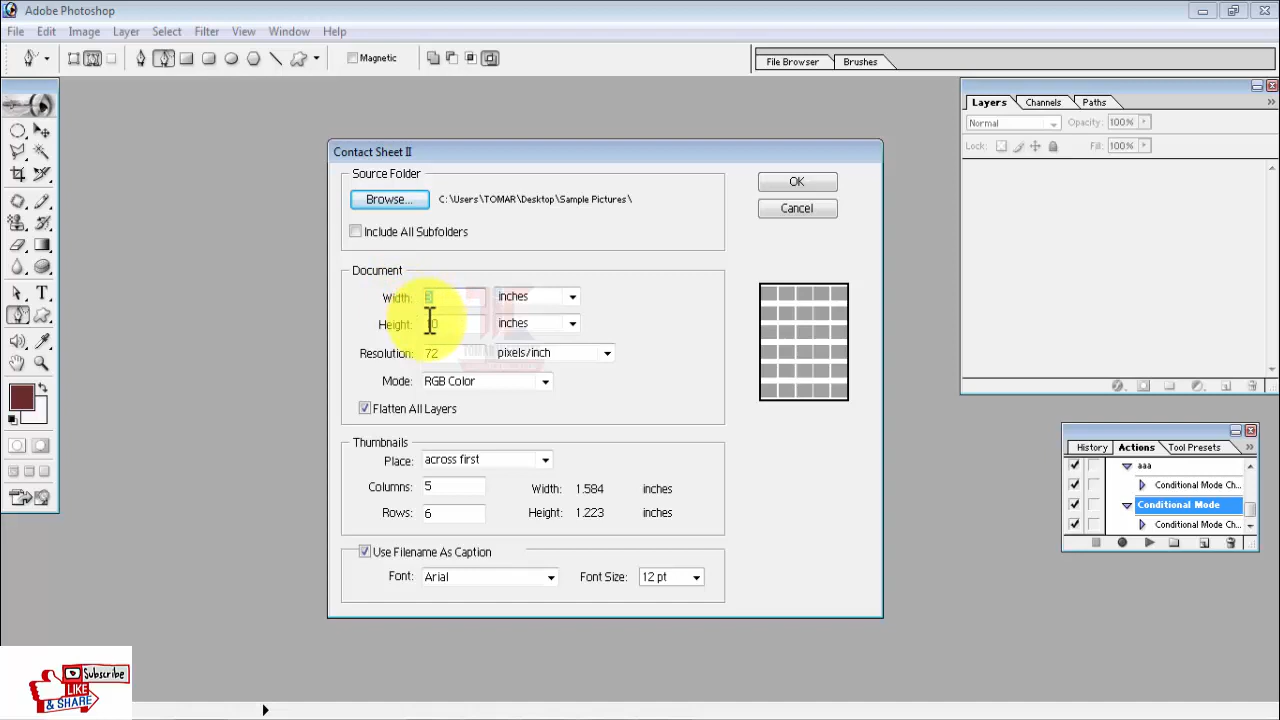 Adobe Photoshop
File Edit Image Layer Select Filter View Window Help
Magnetic
File Browser Brushes
Layers Channels Paths
Normal Opacity: 100%
Lock: Fill: 100%
Contact Sheet II
Source Folder
Browse... C:\Users\TOMAR\Desktop\Sample Pictures\
Include All Subfolders
OK
Cancel
Document
Width: inches
Height: 10 inches
Resolution: 72 pixels/inch
Mode: RGB Color
Flatten All Layers
Thumbnails
Place: across first
Columns: 5 Width: 1.584 inches
Rows: 6 Height: 1.223 inches
Use Filename As Caption
Font: Arial Font Size: 12 pt
History Actions Tool Presets
aaa
Conditional Mode Ch...
Conditional Mode
Conditional Mode Ch...
Subscribe
LIKE
& SHARE
TOMAR